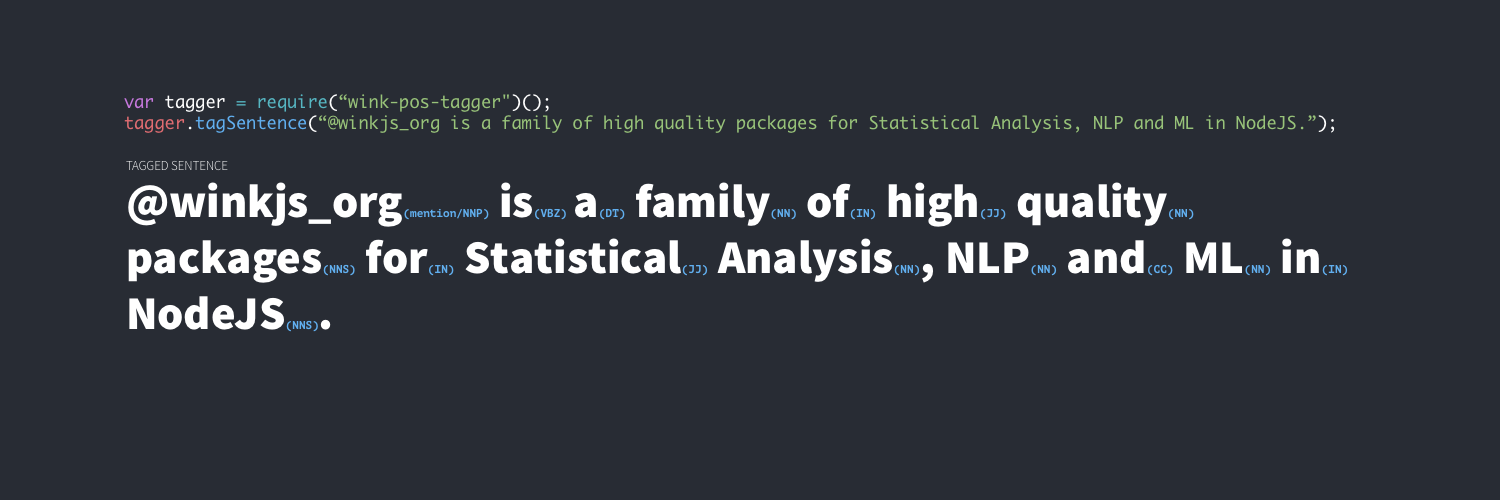 var tagger = require(“wink-pos-tagger")();
tagger.tagSentence(“@winkjs_org is a family of high quality packages for Statistical Analysis, NLP and ML in NodeJS.”);
TAGGED SENTENCE
@winkjs_org(mention/NNP) is(VBZ) a(DT) family(NN) of(IN) high(JJ) quality(NN)
packages(NNS) for(IN) Statistical(JJ) Analysis(NN), NLP(NN) and(CC) ML(NN) in(IN)
NodeJS(NNS).